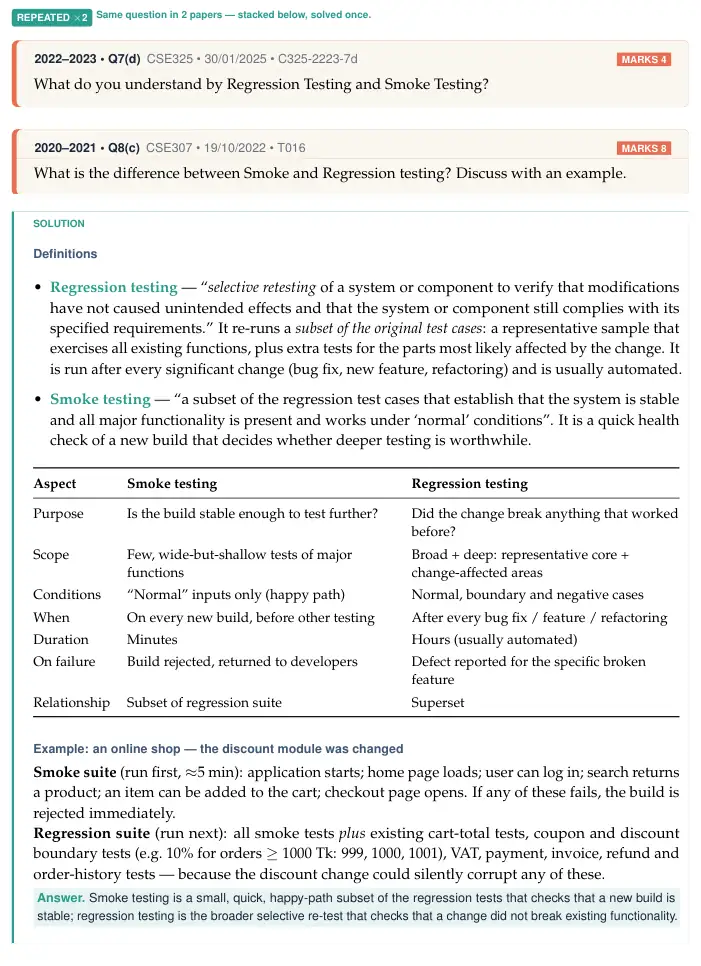 REPEATED ×2 Same question in 2 papers — stacked below, solved once.
2022–2023 • Q7(d) CSE325 • 30/01/2025 • C325-2223-7d MARKS 4
What do you understand by Regression Testing and Smoke Testing?
2020–2021 • Q8(c) CSE307 • 19/10/2022 • T016 MARKS 8
What is the difference between Smoke and Regression testing? Discuss with an example.
SOLUTION
Definitions
• Regression testing — “selective retesting of a system or component to verify that modifications
have not caused unintended effects and that the system or component still complies with its
specified requirements.” It re-runs a subset of the original test cases: a representative sample that
exercises all existing functions, plus extra tests for the parts most likely affected by the change. It
is run after every significant change (bug fix, new feature, refactoring) and is usually automated.
• Smoke testing — “a subset of the regression test cases that establish that the system is stable
and all major functionality is present and works under ‘normal’ conditions”. It is a quick health
check of a new build that decides whether deeper testing is worthwhile.
Aspect Smoke testing Regression testing
Purpose Is the build stable enough to test further? Did the change break anything that worked
before?
Scope Few, wide-but-shallow tests of major Broad + deep: representative core +
functions change-affected areas
Conditions “Normal” inputs only (happy path) Normal, boundary and negative cases
When On every new build, before other testing After every bug fix / feature / refactoring
Duration Minutes Hours (usually automated)
On failure Build rejected, returned to developers Defect reported for the specific broken
feature
Relationship Subset of regression suite Superset
Example: an online shop — the discount module was changed
Smoke suite (run first, ≈5 min): application starts; home page loads; user can log in; search returns
a product; an item can be added to the cart; checkout page opens. If any of these fails, the build is
rejected immediately.
Regression suite (run next): all smoke tests plus existing cart-total tests, coupon and discount
boundary tests (e.g. 10% for orders ≥ 1000 Tk: 999, 1000, 1001), VAT, payment, invoice, refund and
order-history tests — because the discount change could silently corrupt any of these.
Answer. Smoke testing is a small, quick, happy-path subset of the regression tests that checks that a new build is
stable; regression testing is the broader selective re-test that checks that a change did not break existing functionality.